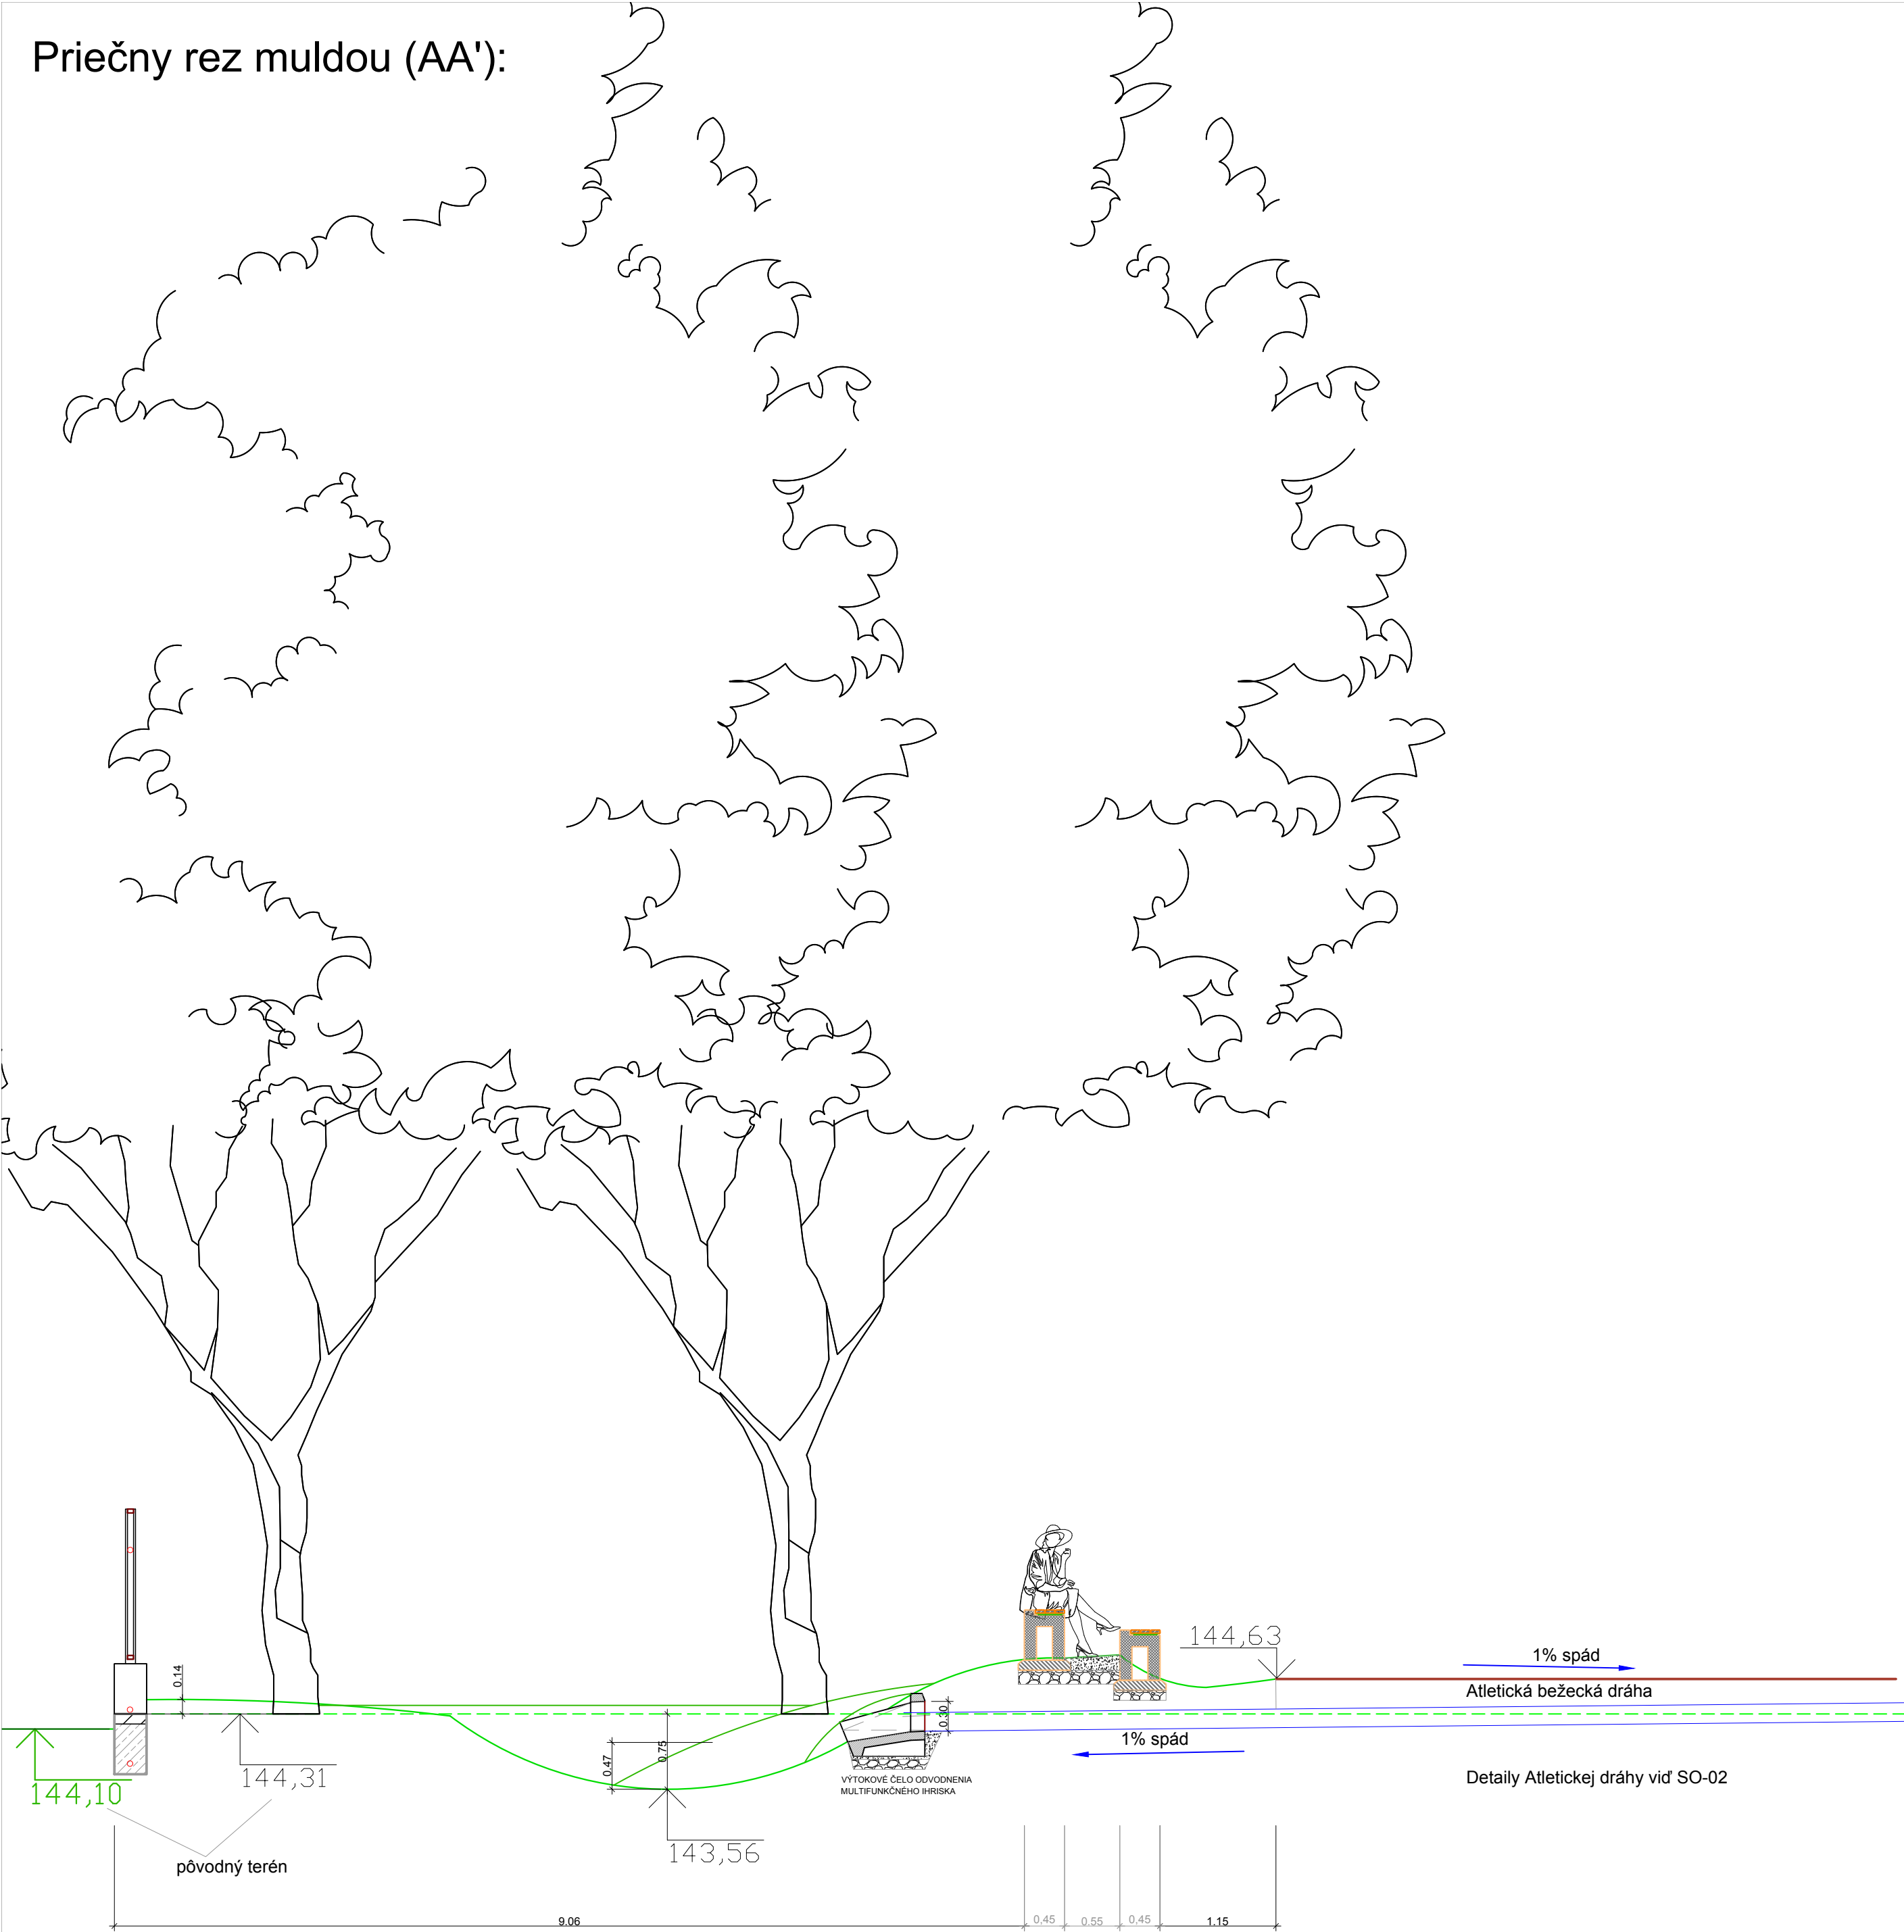 Priečny rez muldou (AA'):
144,63
1% spád
Atletická bežecká dráha
0.14
0.30
0.47
0.75
1% spád
144,10
144,31
VÝTOKOVÉ ČELO ODVODNENIA
MULTIFUNKČNÉHO IHRISKA
Detaily Atletickej dráhy viď SO-02
143,56
pôvodný terén
9.06
0,45
0.55
0,45
1.15